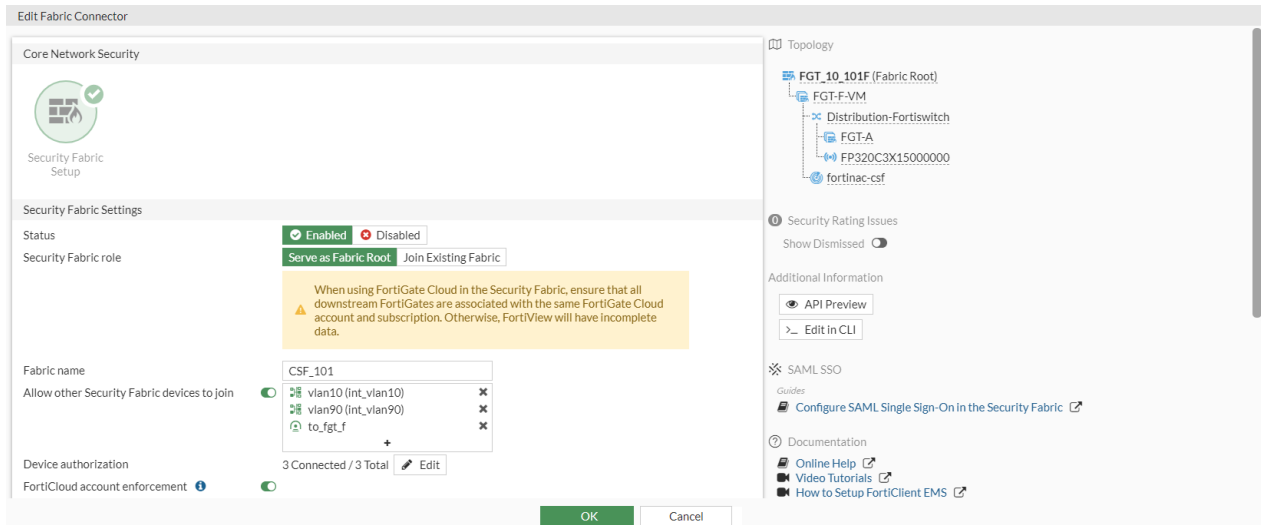 Edit Fabric Connector
Core Network Security
Security Fabric
Setup
Security Fabric Settings
Status
Enabled
Disabled
Security Fabric role
Serve as Fabric Root
Join Existing Fabric
When using FortiGate Cloud in the Security Fabric, ensure that all
downstream FortiGates are associated with the same FortiGate Cloud
account and subscription. Otherwise, FortiView will have incomplete
data.
Fabric name
CSF_101
Allow other Security Fabric devices to join
vlan10 (int_vlan10)
vlan90 (int_vlan90)
to_fgt_f
+
Device authorization
3 Connected / 3 Total
Edit
FortiCloud account enforcement
OK
Cancel
Topology
FGT_10_101F (Fabric Root)
FGT-F-VM
Distribution-Fortiswitch
FGT-A
FP320C3X15000000
fortinac-csf
0 Security Rating Issues
Show Dismissed
Additional Information
API Preview
>_ Edit in CLI
SAML SSO
Guides
Configure SAML Single Sign-On in the Security Fabric
Documentation
Online Help
Video Tutorials
How to Setup FortiClient EMS